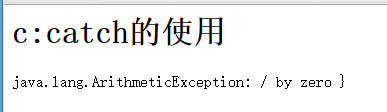 c:catch的使用
java.lang.ArithmeticException: / by zero }